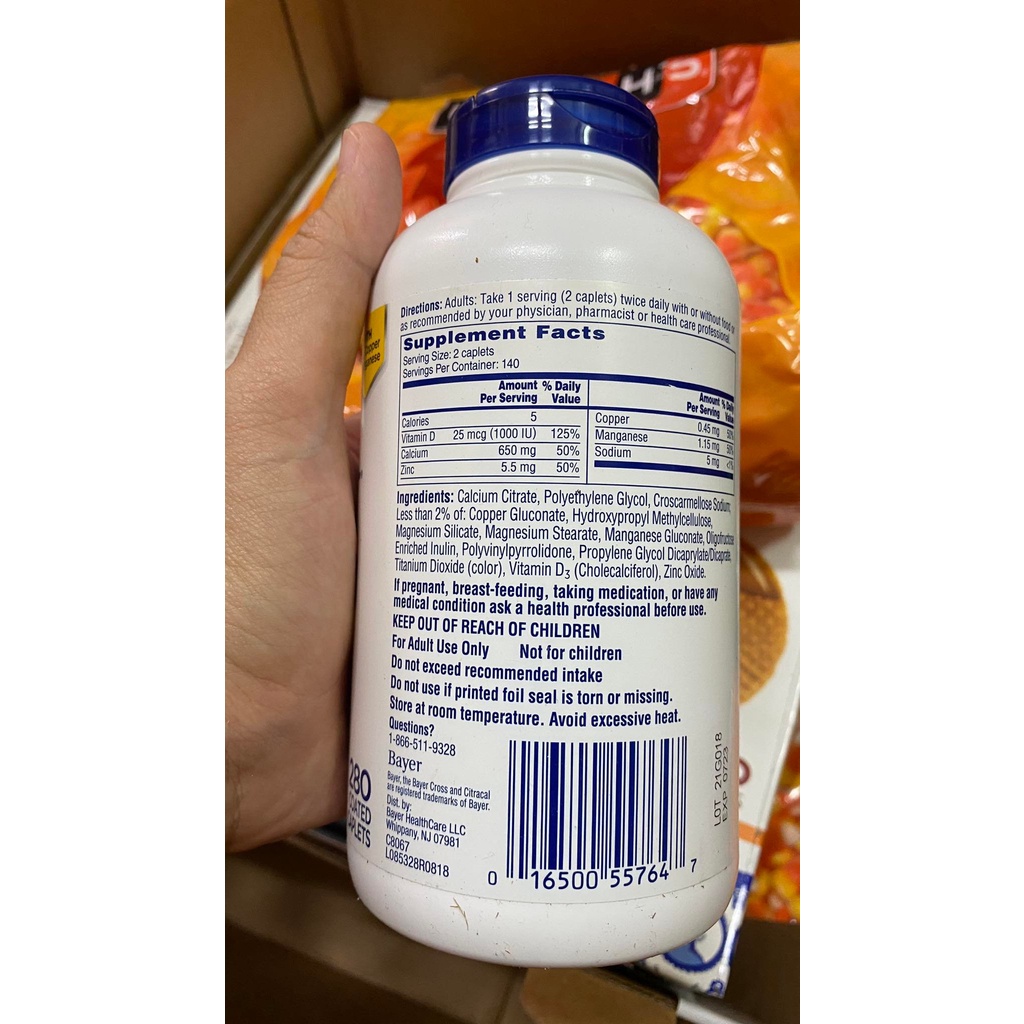 H'S
Directions: Adults: Take 1 serving (2 caplets) twice daily with or without food or
as recommended by your physician, pharmacist or health care professional.
Supplement Facts
Serving Size: 2 caplets
Servings Per Container: 140
Amount Per Serving % Daily Value
Calories 5
Vitamin D 25 mcg (1000 IU) 125%
Calcium 650 mg 50%
Zinc 5.5 mg 50%
Amount Per Serving % Daily Value
Copper 0.45 mg 50%
Manganese 1.15 mg 50%
Sodium 5 mg <1%
Ingredients: Calcium Citrate, Polyethylene Glycol, Croscarmellose Sodium,
Less than 2% of: Copper Gluconate, Hydroxypropyl Methylcellulose,
Magnesium Silicate, Magnesium Stearate, Manganese Gluconate, Oligofructose
Enriched Inulin, Polyvinylpyrrolidone, Propylene Glycol Dicaprylate/Dicaprate,
Titanium Dioxide (color), Vitamin D3 (Cholecalciferol), Zinc Oxide.
If pregnant, breast-feeding, taking medication, or have any
medical condition ask a health professional before use.
KEEP OUT OF REACH OF CHILDREN
For Adult Use Only Not for children
Do not exceed recommended intake
Do not use if printed foil seal is torn or missing.
Store at room temperature. Avoid excessive heat.
Questions?
1-866-511-9328
Bayer
Bayer, the Bayer Cross and Citracal
are registered trademarks of Bayer.
Dist. by:
Bayer HealthCare LLC
Whippany, NJ 07981
C8067
L085328R0818
0 16500 55764 7
LOT 21G018
EXP 0723
280